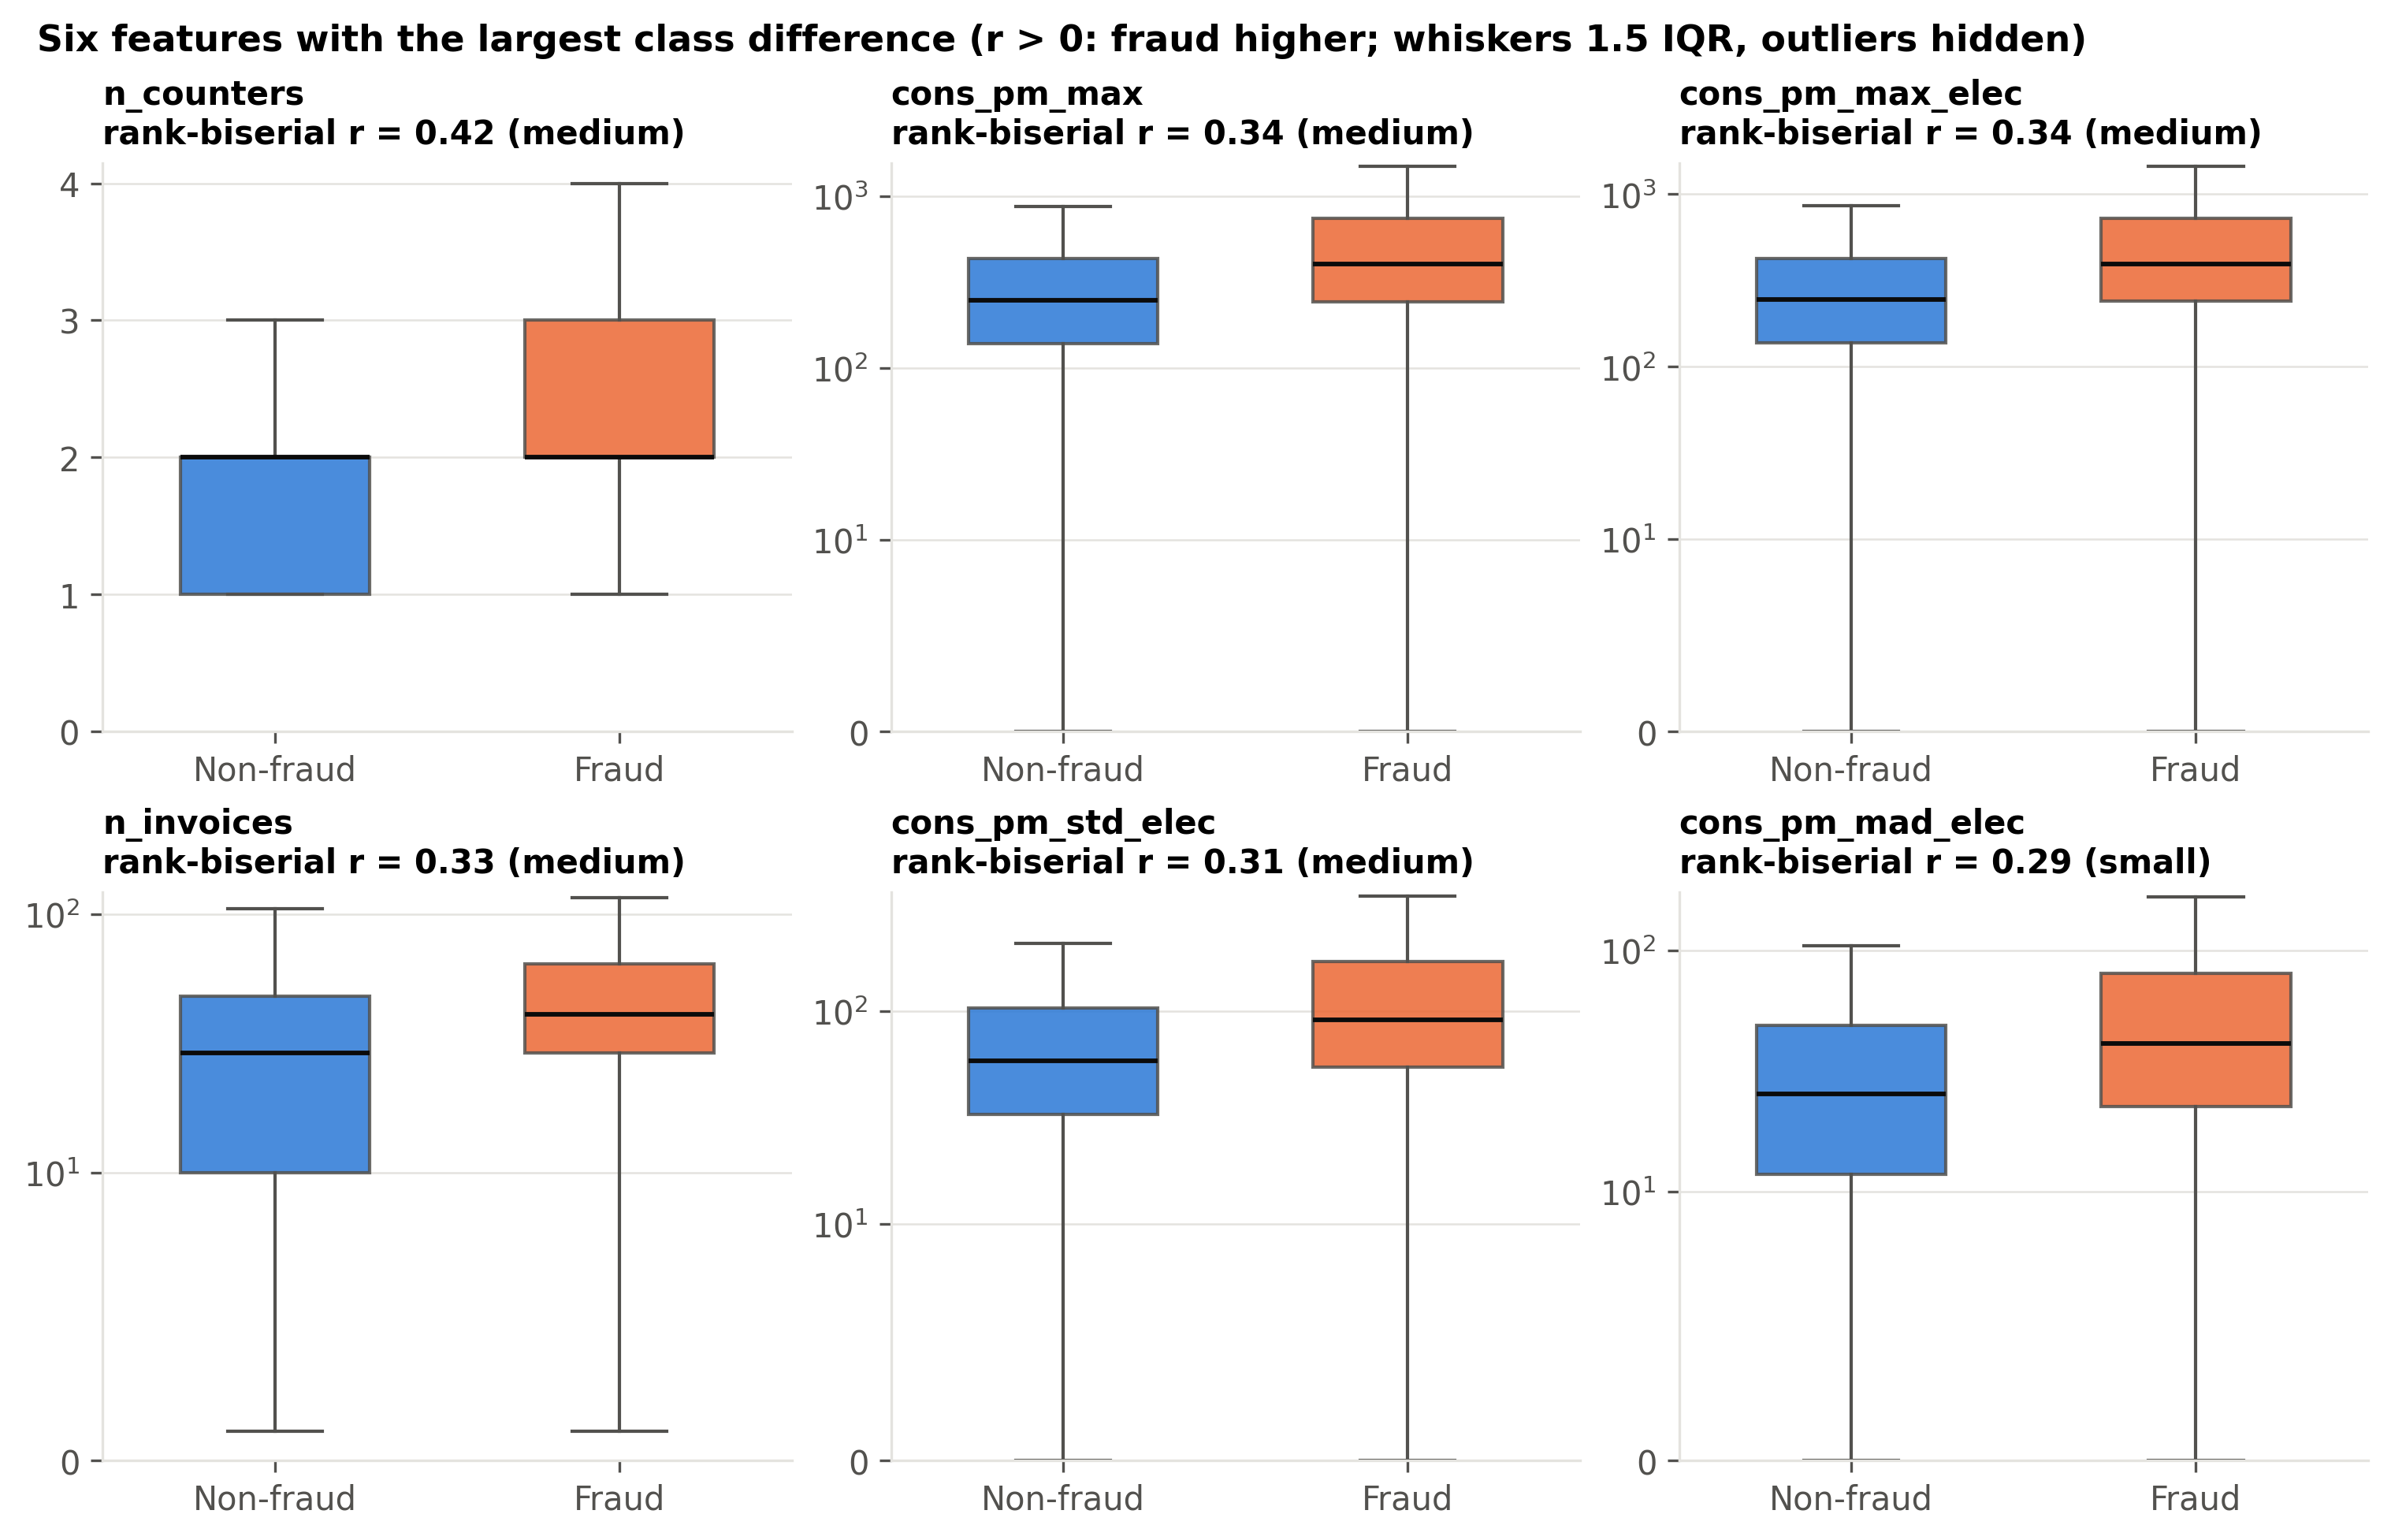 Six features with the largest class difference (r > 0: fraud higher; whiskers 1.5 IQR, outliers hidden)
n_counters
rank-biserial r = 0.42 (medium)
4
3
2
1
0
Non-fraud
Fraud
cons_pm_max
rank-biserial r = 0.34 (medium)
10³
10²
10¹
0
Non-fraud
Fraud
cons_pm_max_elec
rank-biserial r = 0.34 (medium)
10³
10²
10¹
0
Non-fraud
Fraud
n_invoices
rank-biserial r = 0.33 (medium)
10²
10¹
0
Non-fraud
Fraud
cons_pm_std_elec
rank-biserial r = 0.31 (medium)
10²
10¹
0
Non-fraud
Fraud
cons_pm_mad_elec
rank-biserial r = 0.29 (small)
10²
10¹
0
Non-fraud
Fraud